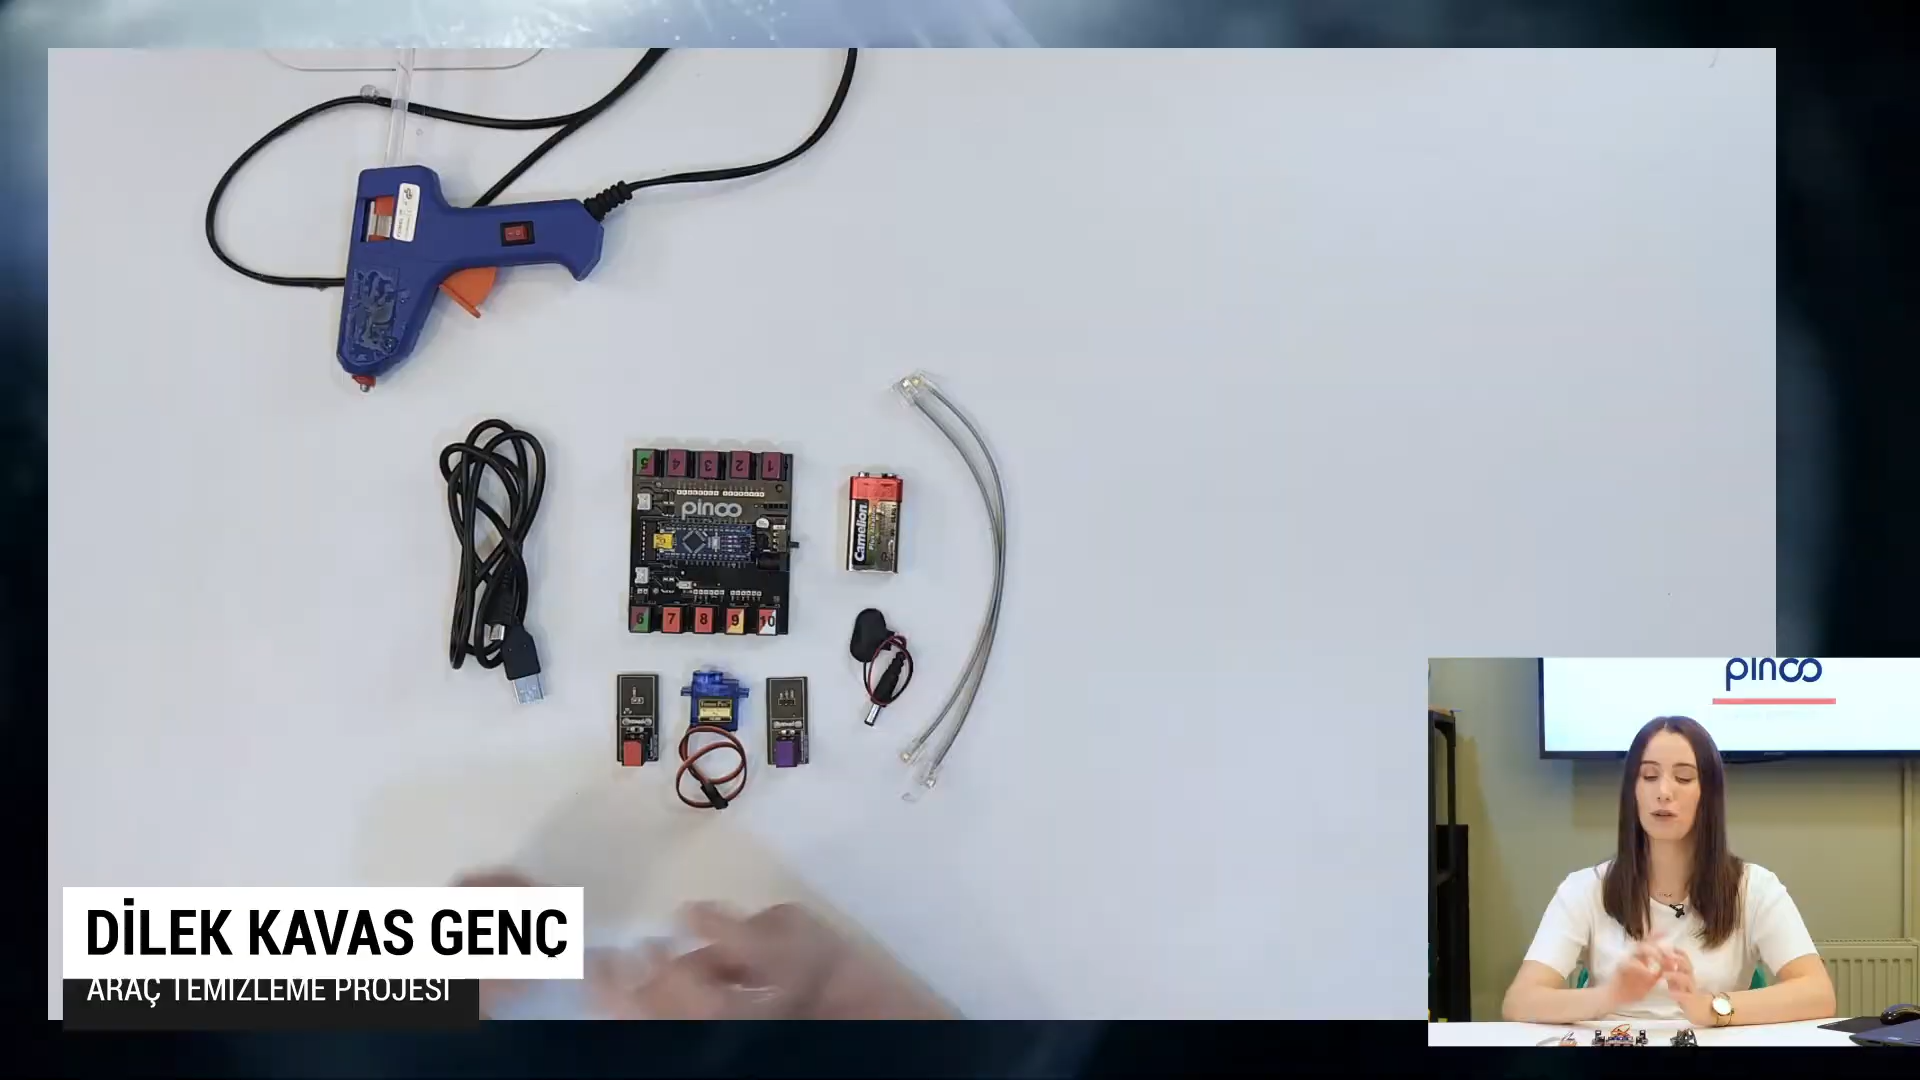 5 4 3 2 1
pinoo
6 7 8 9 10
Camelion
pinoo
DİLEK KAVAS GENÇ
ARAÇ TEMİZLEME PROJESİ